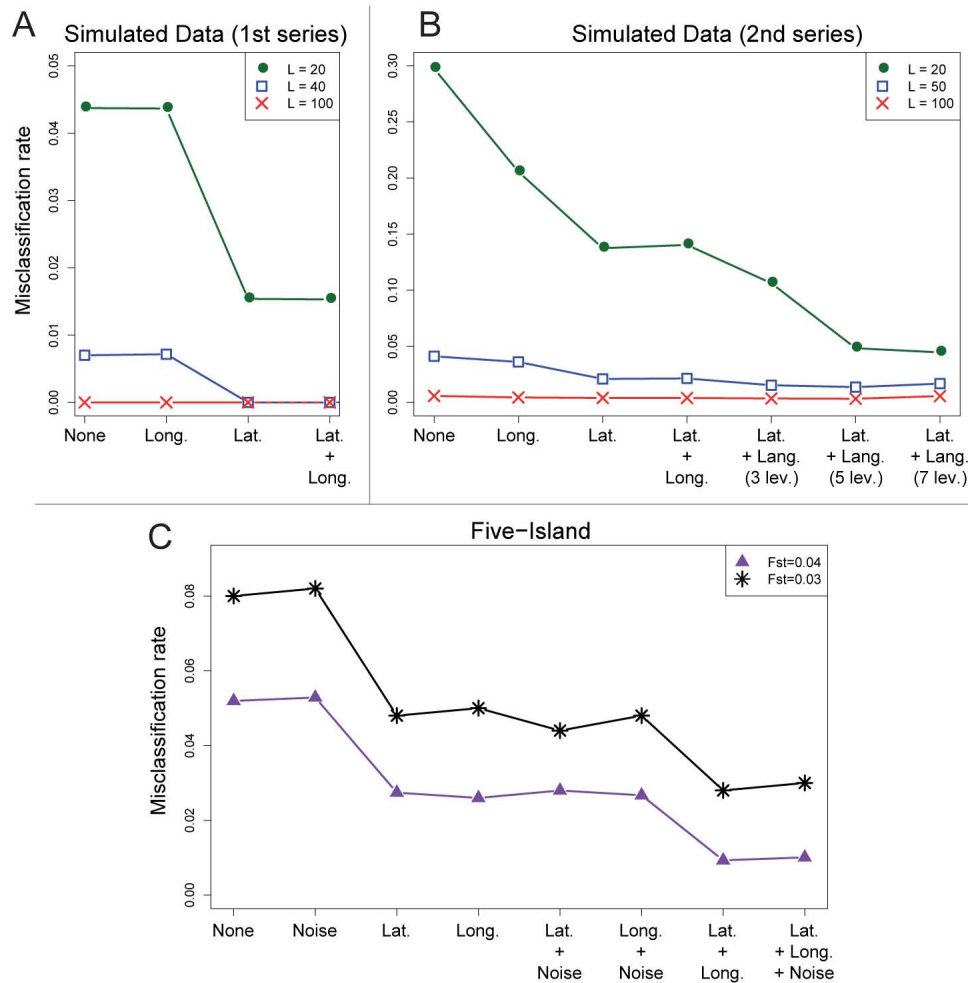 A
Simulated Data (1st series)
Misclassification rate
0.05
0.04
0.03
0.02
0.01
0.00
L = 20
L = 40
L = 100
None
Long.
Lat.
Lat.
+
Long.
B
Simulated Data (2nd series)
0.30
0.25
0.20
0.15
0.10
0.05
0.00
L = 20
L = 50
L = 100
None
Long.
Lat.
Lat.
+
Long.
Lat.
+ Lang.
(3 lev.)
Lat.
+ Lang.
(5 lev.)
Lat.
+ Lang.
(7 lev.)
C
Five−Island
Misclassification rate
0.08
0.06
0.04
0.02
0.00
Fst=0.04
Fst=0.03
None
Noise
Lat.
Long.
Lat.
+
Noise
Long.
+
Noise
Lat.
+
Long.
Lat.
+ Long.
+ Noise